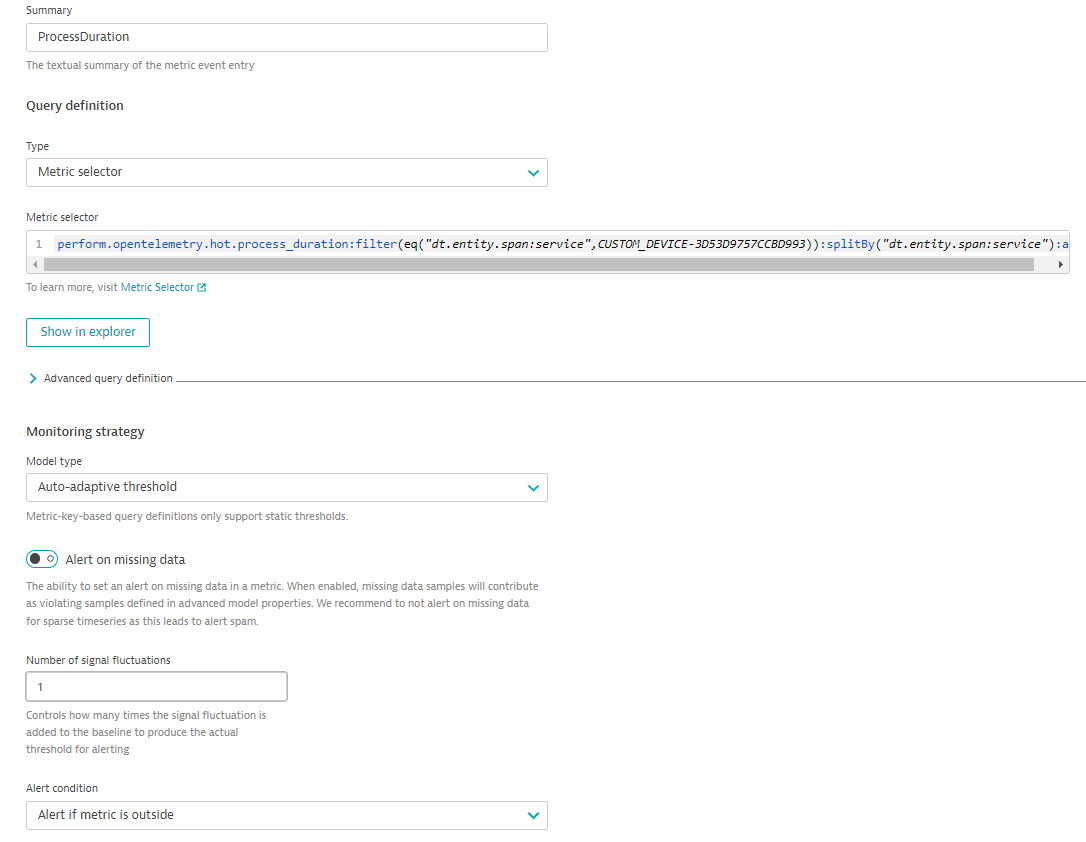 Summary
ProcessDuration
The textual summary of the metric event entry
Query definition
Type
Metric selector
Metric selector
1 perform.opentelemetry.hot.process_duration:filter(eq("dt.entity.span:service",CUSTOM_DEVICE-3D53D9757CCBD993)):splitBy("dt.entity.span:service"):a
To learn more, visit Metric Selector
Show in explorer
Advanced query definition
Monitoring strategy
Model type
Auto-adaptive threshold
Metric-key-based query definitions only support static thresholds.
Alert on missing data
The ability to set an alert on missing data in a metric. When enabled, missing data samples will contribute
as violating samples defined in advanced model properties. We recommend to not alert on missing data
for sparse timeseries as this leads to alert spam.
Number of signal fluctuations
1
Controls how many times the signal fluctuation is
added to the baseline to produce the actual
threshold for alerting
Alert condition
Alert if metric is outside